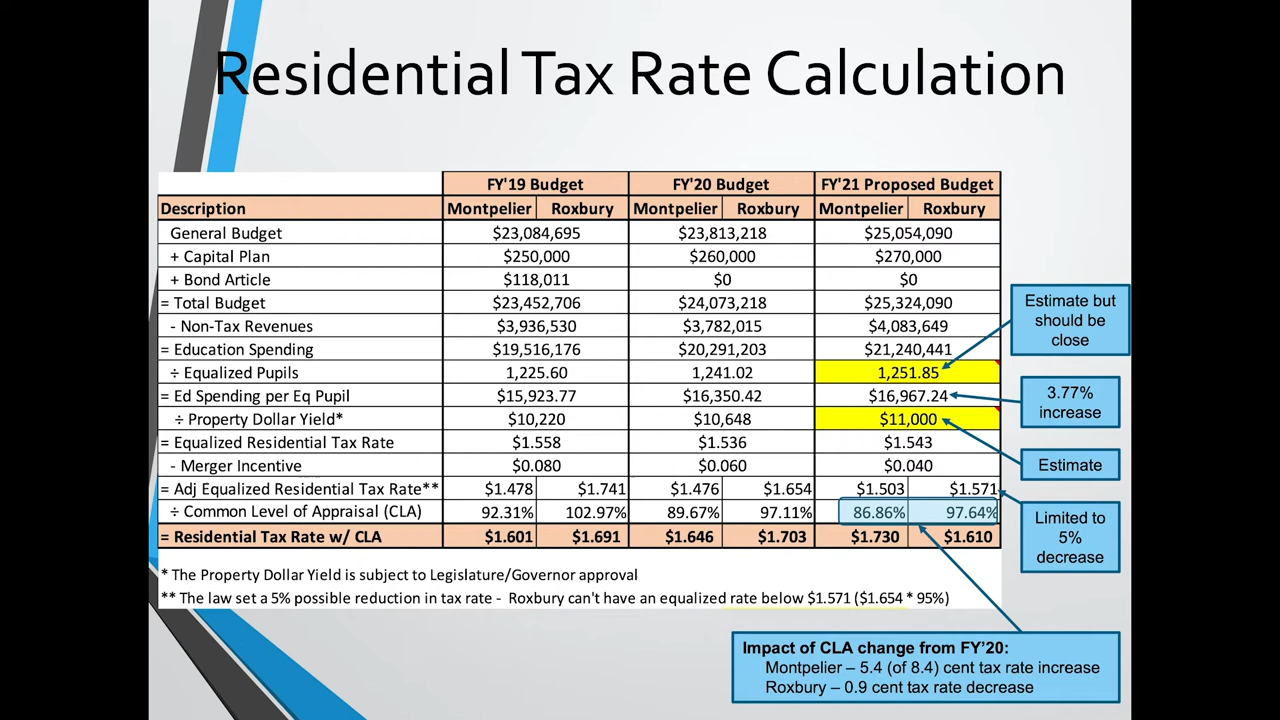 Residential Tax Rate Calculation
FY'19 Budget FY'20 Budget FY'21 Proposed Budget
Description Montpelier Roxbury Montpelier Roxbury Montpelier Roxbury
General Budget $23,084,695 $23,813,218 $25,054,090
+ Capital Plan $250,000 $260,000 $270,000
+ Bond Article $118,011 $0 $0
= Total Budget $23,452,706 $24,073,218 $25,324,090
- Non-Tax Revenues $3,936,530 $3,782,015 $4,083,649
= Education Spending $19,516,176 $20,291,203 $21,240,441
÷ Equalized Pupils 1,225.60 1,241.02 1,251.85
= Ed Spending per Eq Pupil $15,923.77 $16,350.42 $16,967.24
÷ Property Dollar Yield* $10,220 $10,648 $11,000
= Equalized Residential Tax Rate $1.558 $1.536 $1.543
- Merger Incentive $0.080 $0.060 $0.040
= Adj Equalized Residential Tax Rate** $1.478 $1.741 $1.476 $1.654 $1.503 $1.571
÷ Common Level of Appraisal (CLA) 92.31% 102.97% 89.67% 97.11% 86.86% 97.64%
= Residential Tax Rate w/ CLA $1.601 $1.691 $1.646 $1.703 $1.730 $1.610
* The Property Dollar Yield is subject to Legislature/Governor approval
** The law set a 5% possible reduction in tax rate - Roxbury can't have an equalized rate below $1.571 ($1.654 * 95%)
Estimate but
should be
close
3.77%
increase
Estimate
Limited to
5%
decrease
Impact of CLA change from FY'20:
Montpelier – 5.4 (of 8.4) cent tax rate increase
Roxbury – 0.9 cent tax rate decrease